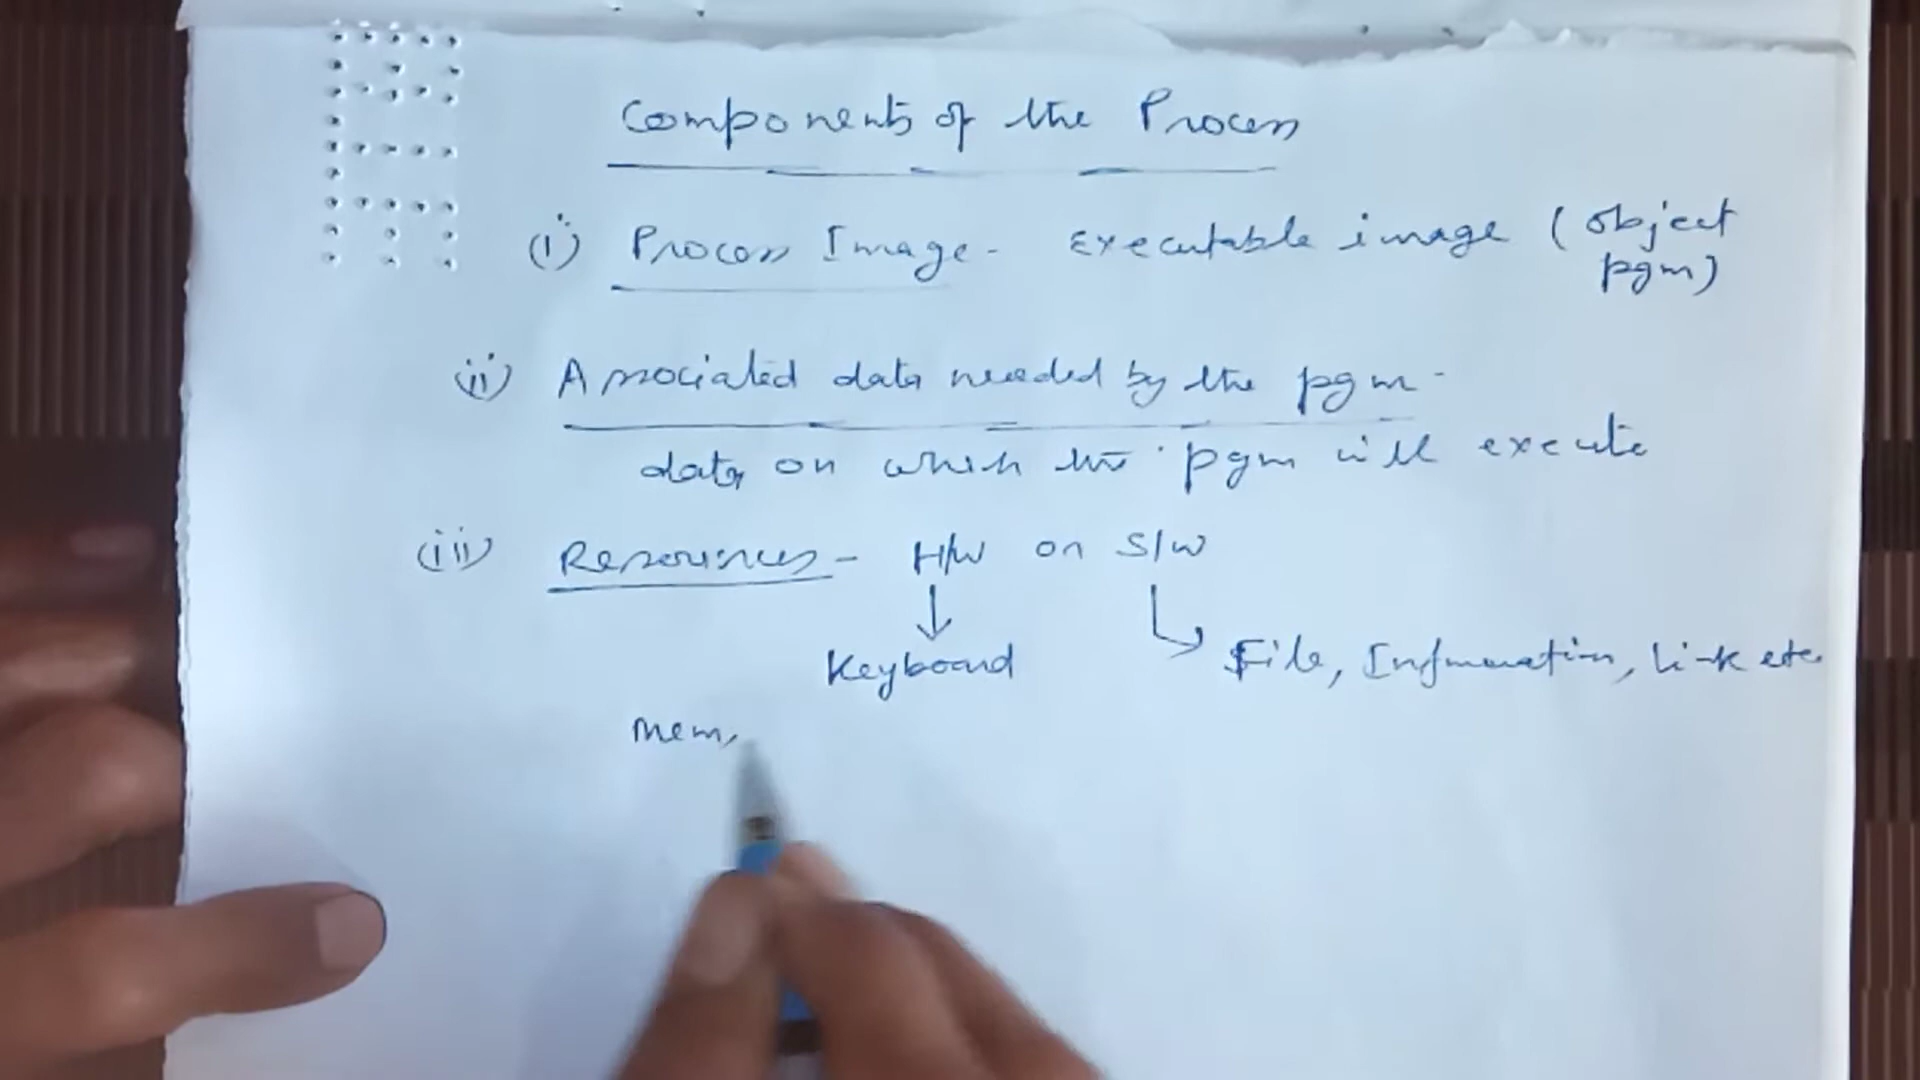 Components of the Process
(i) Process Image - Executable image (object
pgm)
(ii) Associated data needed by the pgm -
data on which the pgm will execute
(iii) Resources - H/W or S/W
Keyboard
File, Information, Link etc.
mem